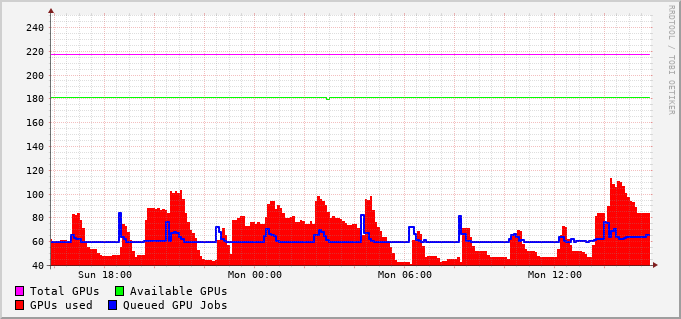 RRDTOOL / TOBI OETIKER
240
220
200
180
160
140
120
100
80
60
40
Sun 18:00 Mon 00:00 Mon 06:00 Mon 12:00
Total GPUs Available GPUs
GPUs used Queued GPU Jobs